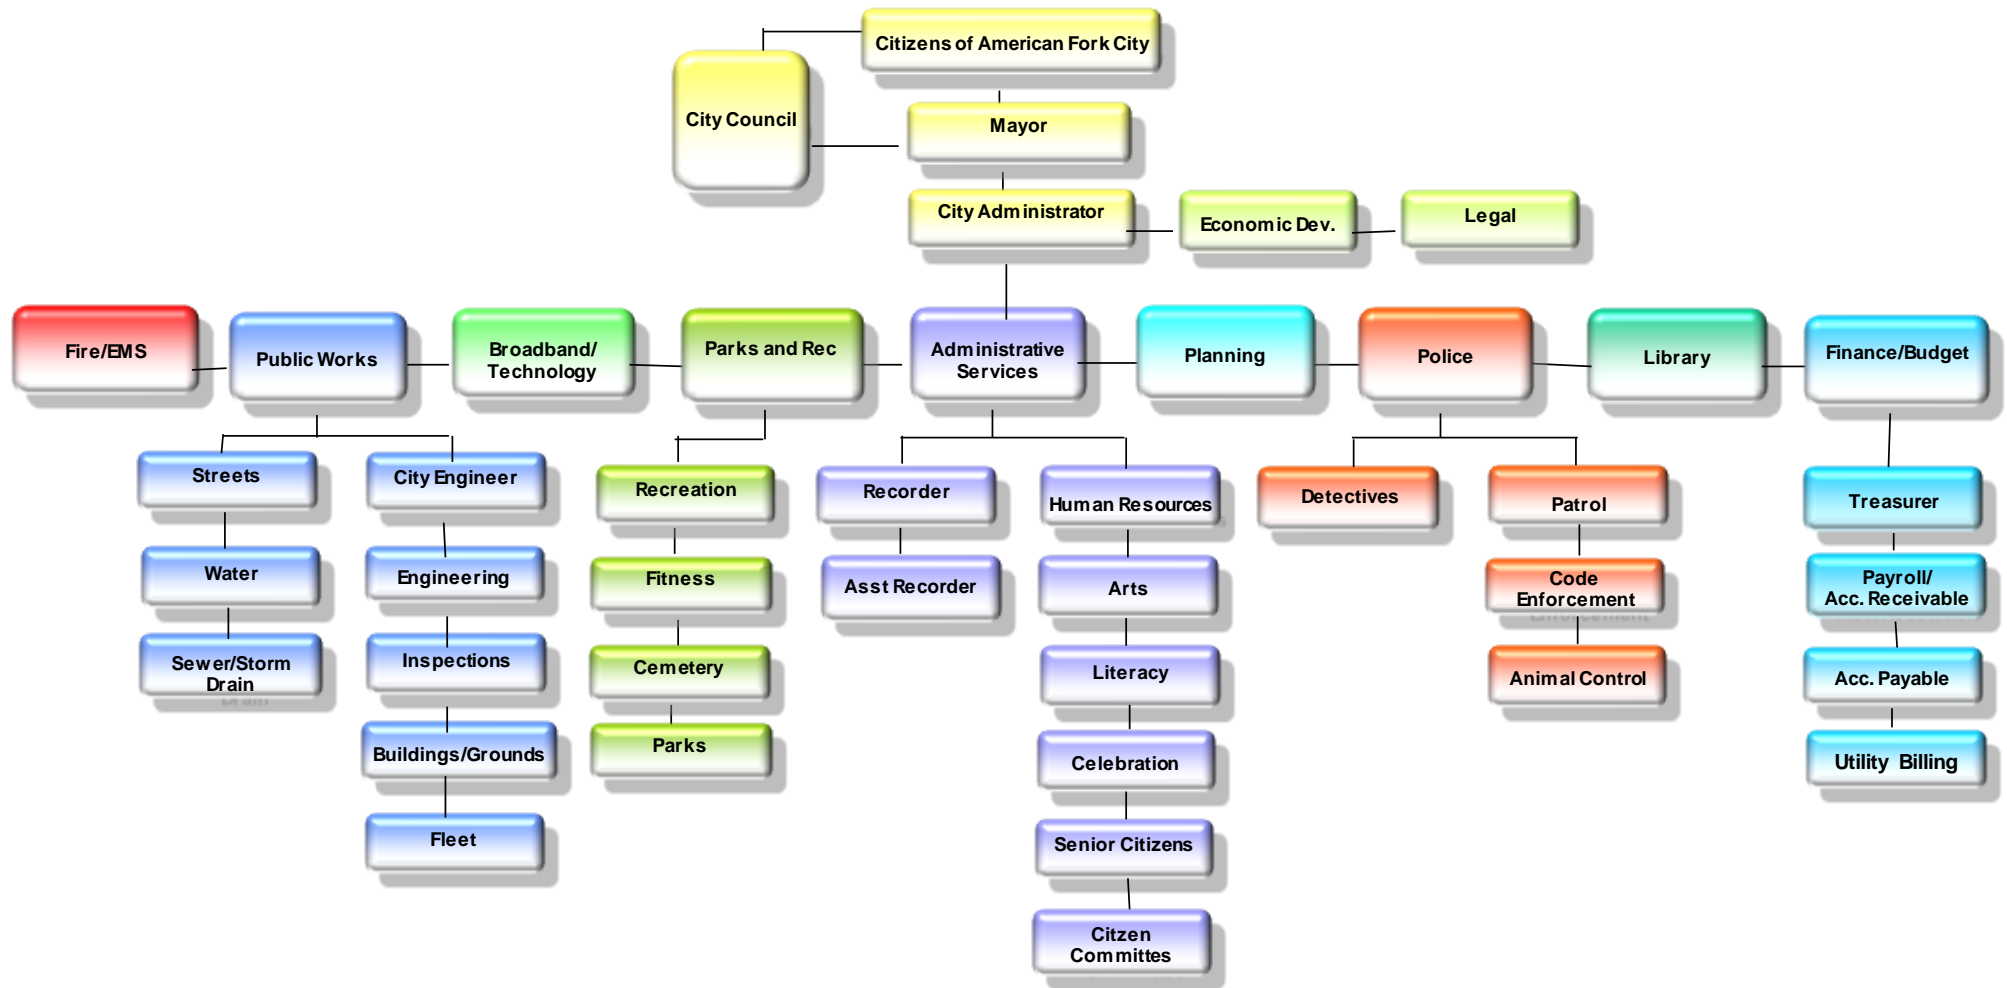 Citizens of American Fork City
City Council
Mayor
City Administrator
Economic Dev.
Legal
Fire/EMS
Public Works
Broadband/
Technology
Parks and Rec
Administrative
Services
Planning
Police
Library
Finance/Budget
Streets
City Engineer
Recreation
Recorder
Human Resources
Detectives
Patrol
Treasurer
Water
Engineering
Fitness
Asst Recorder
Arts
Code
Enforcement
Payroll/
Acc. Receivable
Sewer/Storm
Drain
Inspections
Cemetery
Literacy
Animal Control
Acc. Payable
Buildings/Grounds
Parks
Celebration
Utility Billing
Fleet
Senior Citizens
Citzen
Committes